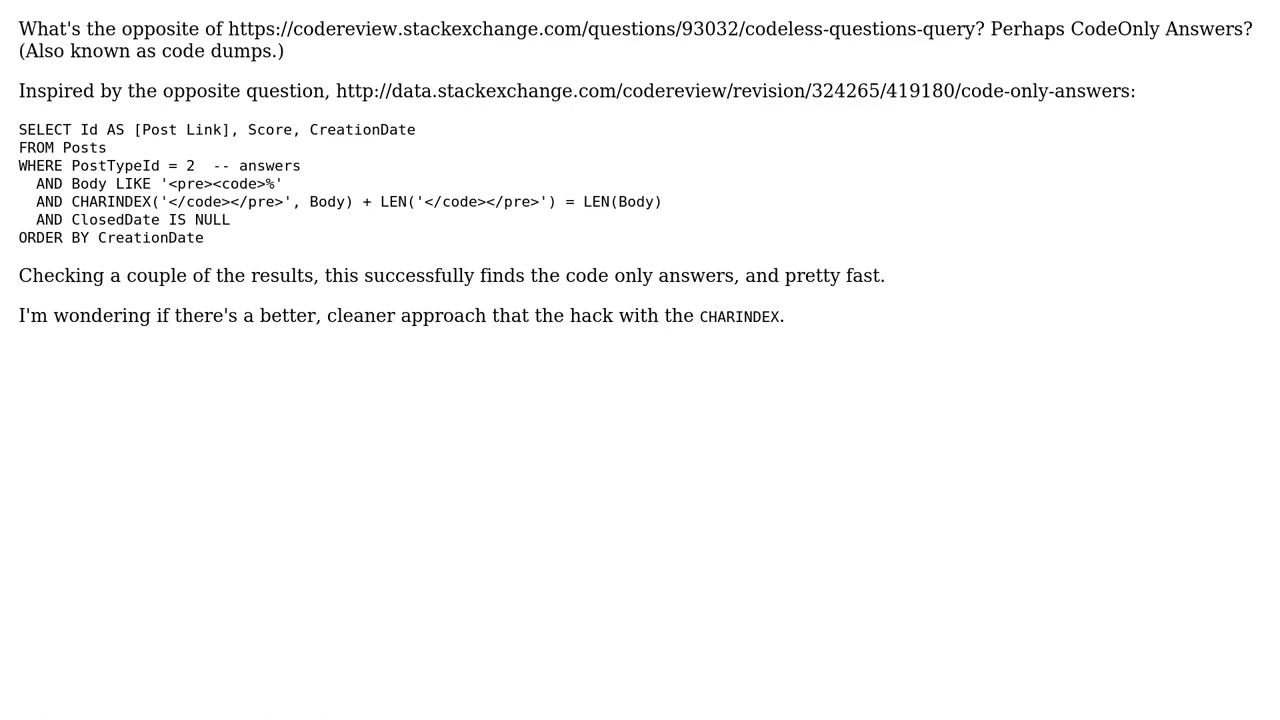 What's the opposite of https://codereview.stackexchange.com/questions/93032/codeless-questions-query? Perhaps CodeOnly Answers?
(Also known as code dumps.)
Inspired by the opposite question, http://data.stackexchange.com/codereview/revision/324265/419180/code-only-answers:
SELECT Id AS [Post Link], Score, CreationDate
FROM Posts
WHERE PostTypeId = 2  -- answers
  AND Body LIKE '<pre><code>%'
  AND CHARINDEX('</code></pre>', Body) + LEN('</code></pre>') = LEN(Body)
  AND ClosedDate IS NULL
ORDER BY CreationDate
Checking a couple of the results, this successfully finds the code only answers, and pretty fast.
I'm wondering if there's a better, cleaner approach that the hack with the CHARINDEX.